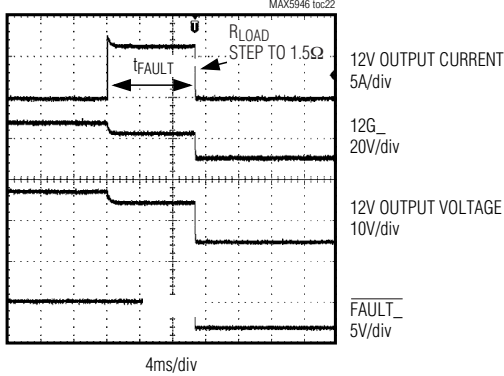 MAX5946 toc22
RLOAD
STEP TO 1.5Ω
tFAULT
12V OUTPUT CURRENT
5A/div
12G_
20V/div
12V OUTPUT VOLTAGE
10V/div
FAULT_
5V/div
4ms/div